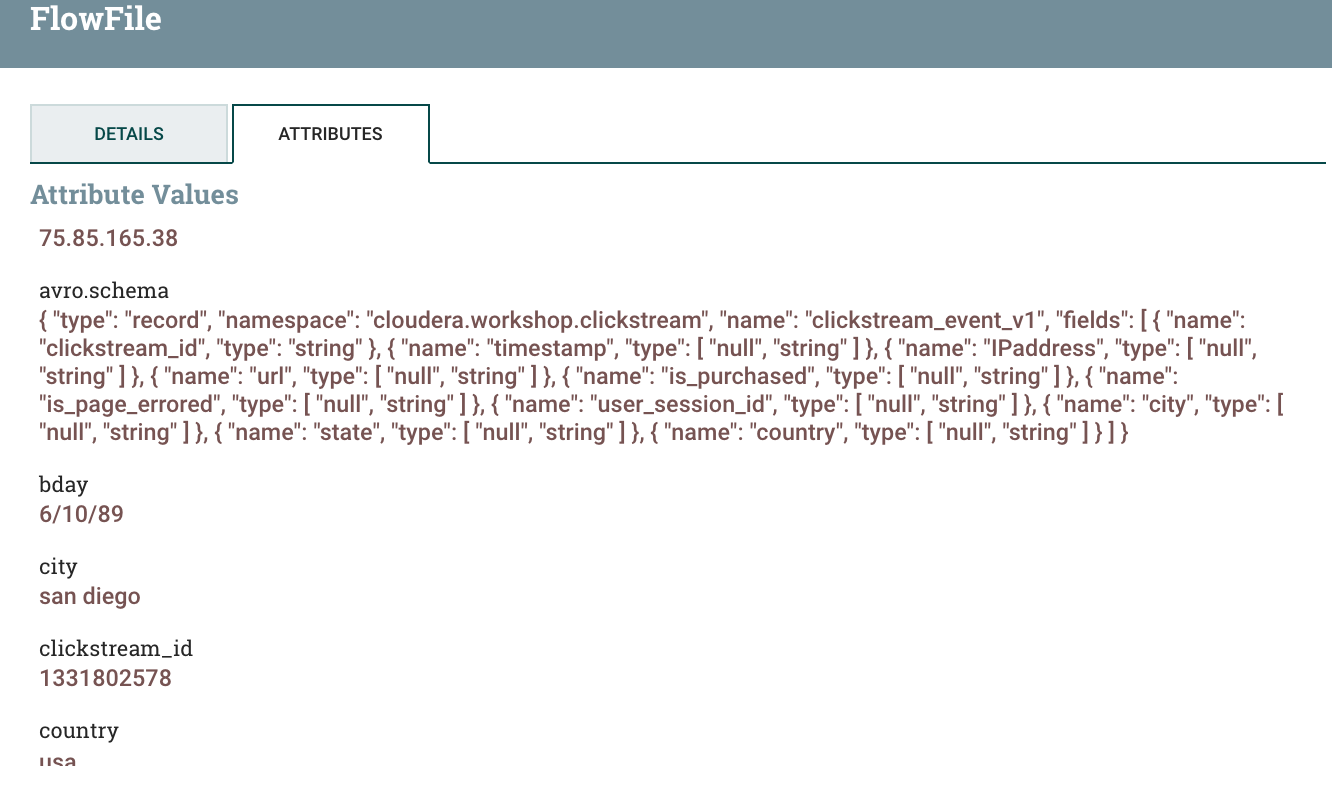 FlowFile
DETAILS
ATTRIBUTES
Attribute Values
75.85.165.38
avro.schema
{ "type": "record", "namespace": "cloudera.workshop.clickstream", "name": "clickstream_event_v1", "fields": [ { "name":
"clickstream_id", "type": "string" }, { "name": "timestamp", "type": [ "null", "string" ] }, { "name": "IPaddress", "type": [ "null",
"string" ] }, { "name": "url", "type": [ "null", "string" ] }, { "name": "is_purchased", "type": [ "null", "string" ] }, { "name":
"is_page_errored", "type": [ "null", "string" ] }, { "name": "user_session_id", "type": [ "null", "string" ] }, { "name": "city", "type": [
"null", "string" ] }, { "name": "state", "type": [ "null", "string" ] }, { "name": "country", "type": [ "null", "string" ] } ] }
bday
6/10/89
city
san diego
clickstream_id
1331802578
country
usa